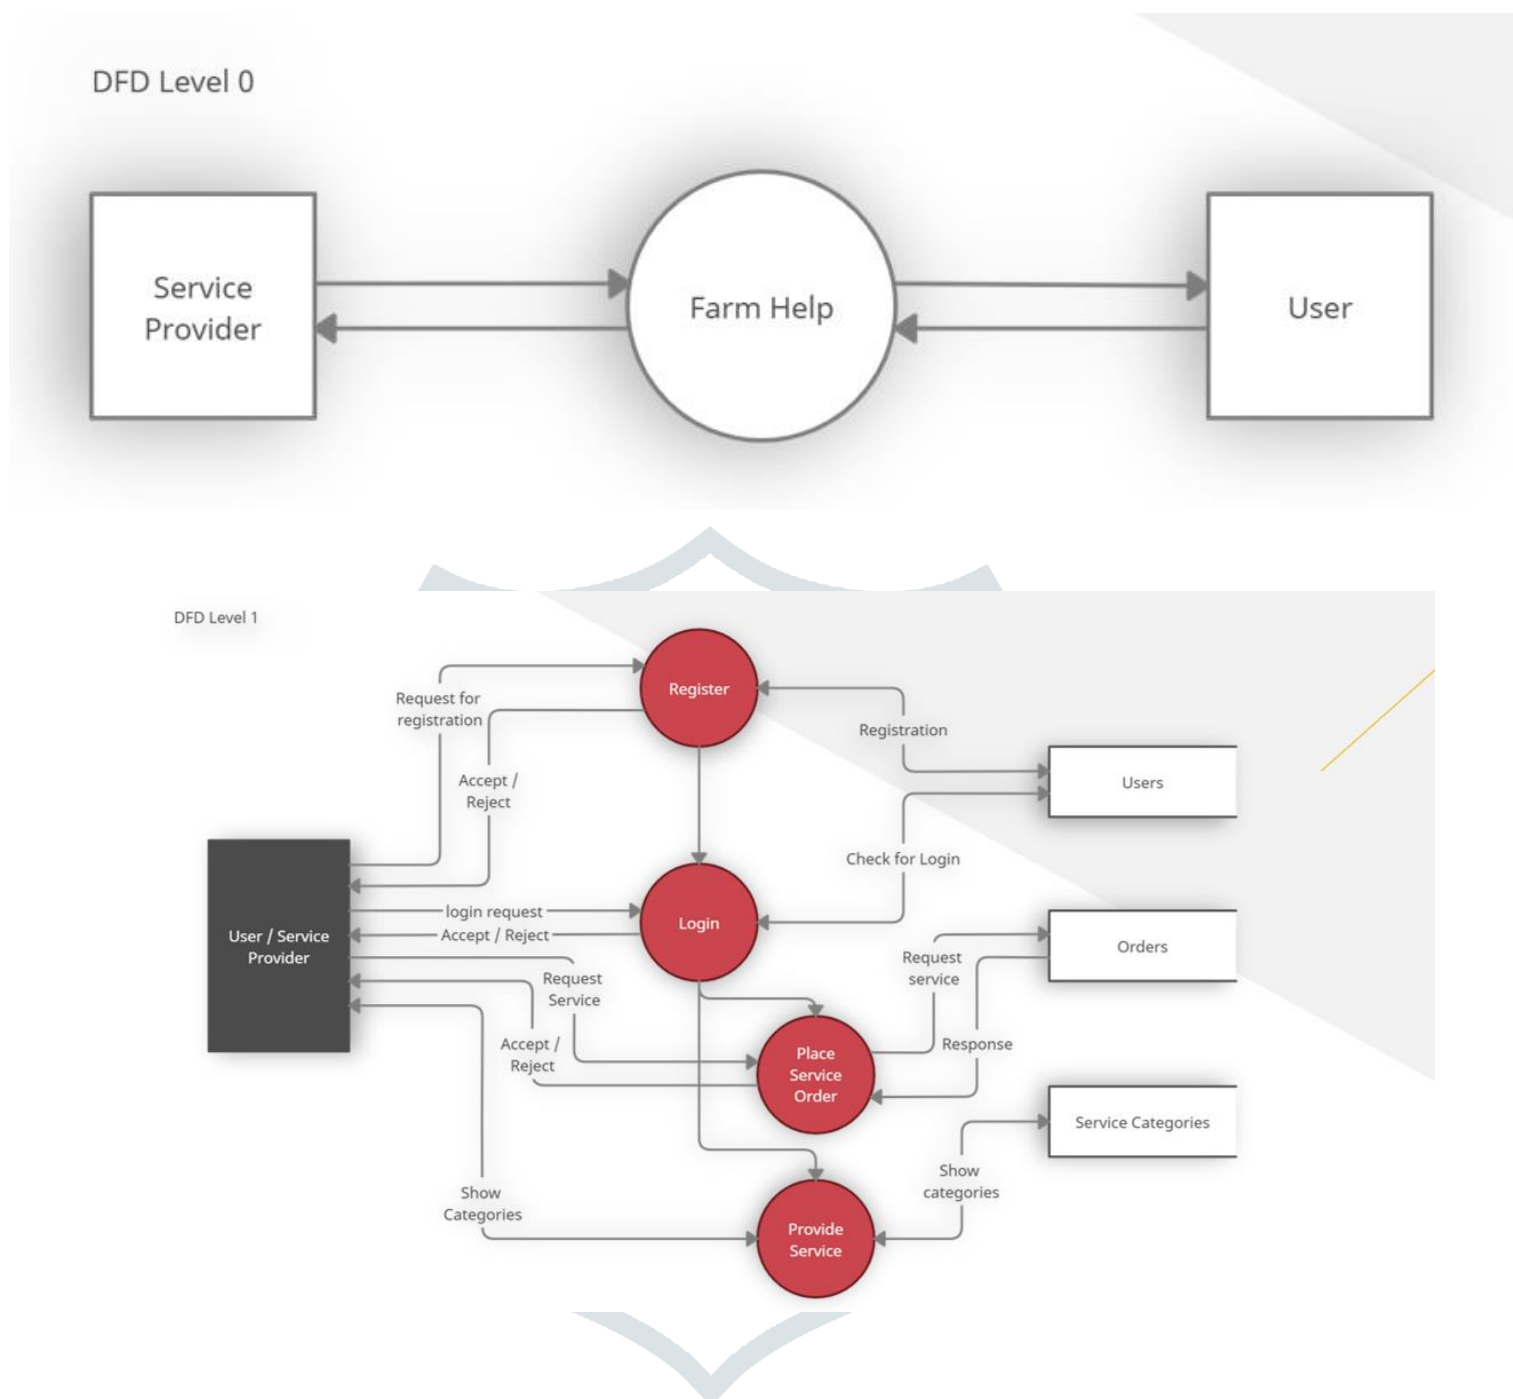 DFD Level 0
Service
Provider
Farm Help
User
DFD Level 1
Register
Request for
registration
Registration
Accept /
Reject
Users
Check for Login
login request
Login
Accept / Reject
User / Service
Provider
Orders
Request
service
Request
Service
Accept /
Reject
Response
Place
Service
Order
Service Categories
Show
categories
Show
Categories
Provide
Service